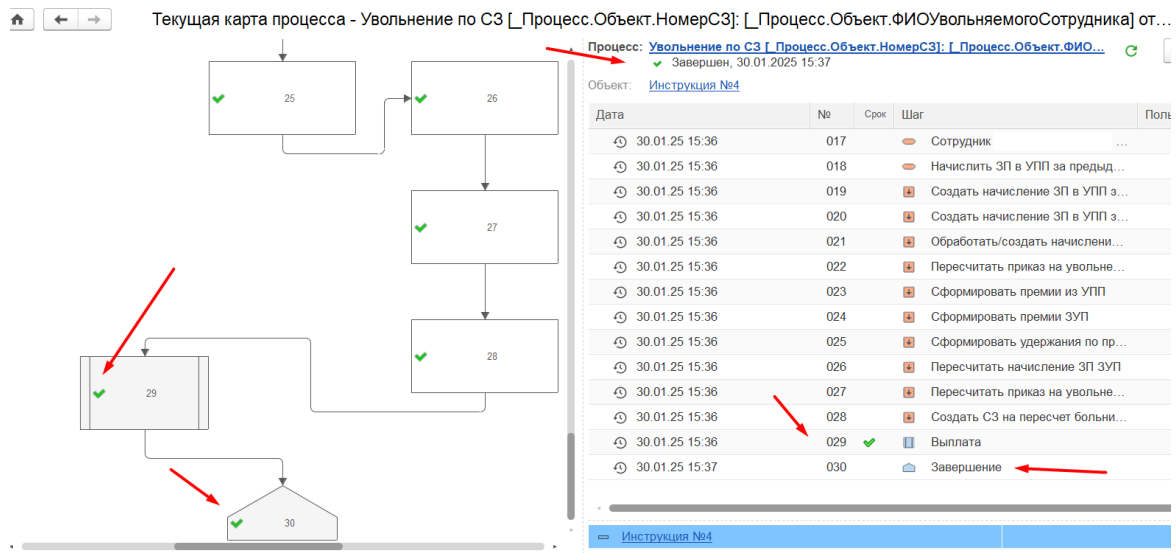 Текущая карта процесса - Увольнение по СЗ [_Процесс.Объект.НомерСЗ]: [_Процесс.Объект.ФИОУвольняемогоСотрудника] от...
25
26
27
28
29
30
Процесс: Увольнение по СЗ [_Процесс.Объект.НомерСЗ]: [_Процесс.Объект.ФИО...
Завершен, 30.01.2025 15:37
Объект: Инструкция №4
Дата № Срок Шаг Поль
30.01.25 15:36 017 Сотрудник ...
30.01.25 15:36 018 Начислить ЗП в УПП за предыд...
30.01.25 15:36 019 Создать начисление ЗП в УПП з...
30.01.25 15:36 020 Создать начисление ЗП в УПП з...
30.01.25 15:36 021 Обработать/создать начислени...
30.01.25 15:36 022 Пересчитать приказ на увольне...
30.01.25 15:36 023 Сформировать премии из УПП
30.01.25 15:36 024 Сформировать премии ЗУП
30.01.25 15:36 025 Сформировать удержания по пр...
30.01.25 15:36 026 Пересчитать начисление ЗП ЗУП
30.01.25 15:36 027 Пересчитать приказ на увольне...
30.01.25 15:36 028 Создать СЗ на пересчет больни...
30.01.25 15:36 029 Выплата
30.01.25 15:37 030 Завершение
Инструкция №4